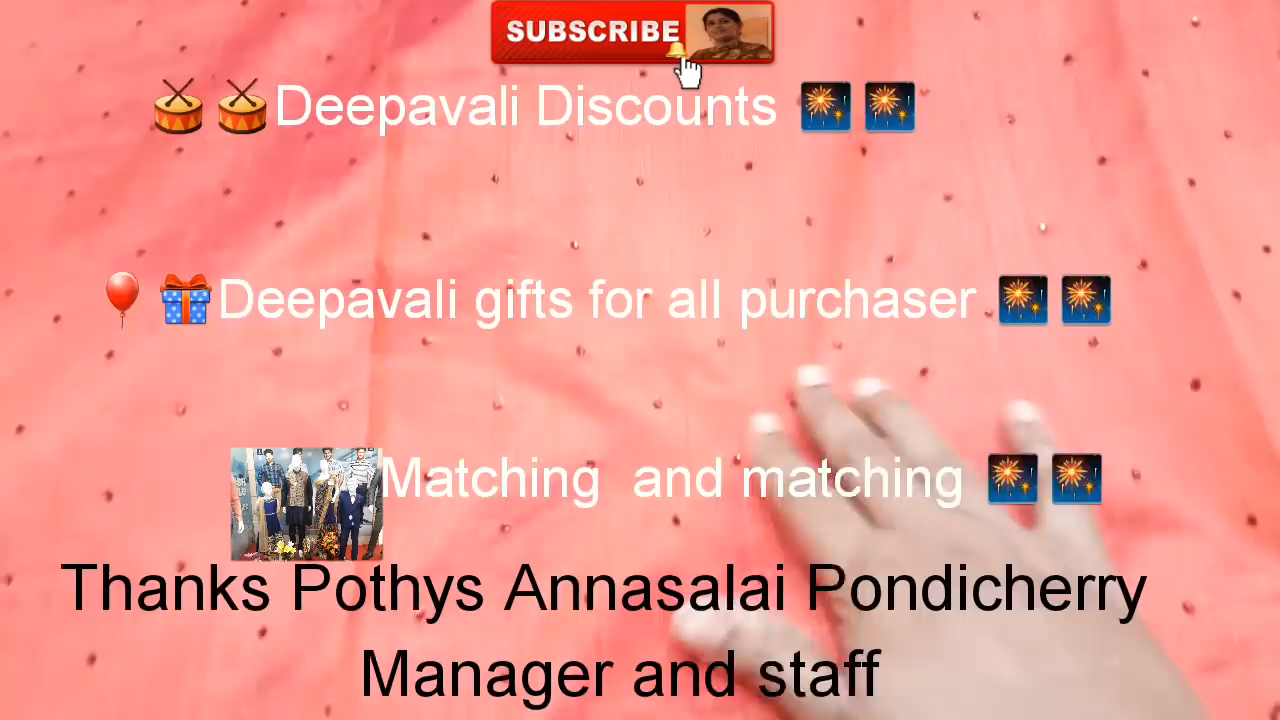 SUBSCRIBE
Deepavali Discounts
Deepavali gifts for all purchaser
Matching and matching
Thanks Pothys Annasalai Pondicherry
Manager and staff